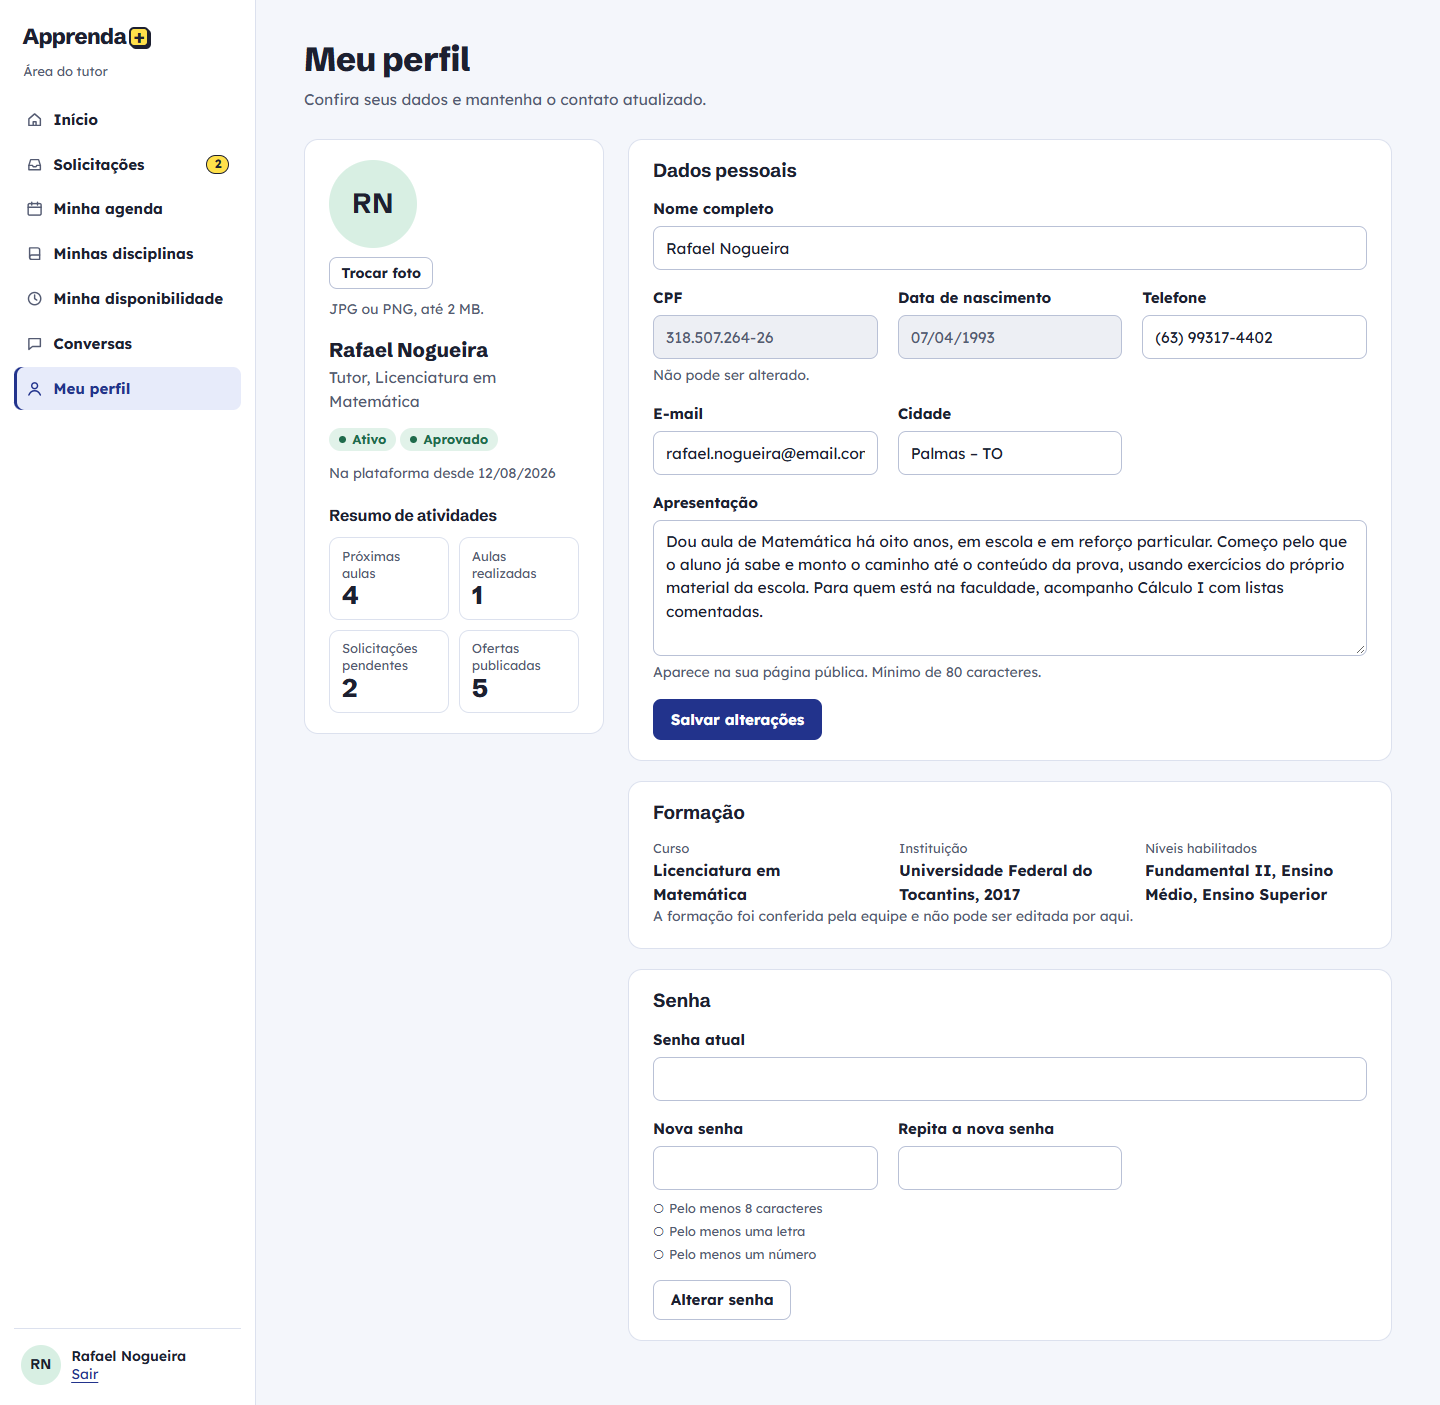 Apprenda+
Área do tutor
Início
Solicitações 2
Minha agenda
Minhas disciplinas
Minha disponibilidade
Conversas
Meu perfil
RN
Rafael Nogueira
Sair
Meu perfil
Confira seus dados e mantenha o contato atualizado.
RN
Trocar foto
JPG ou PNG, até 2 MB.
Rafael Nogueira
Tutor, Licenciatura em
Matemática
Ativo Aprovado
Na plataforma desde 12/08/2026
Resumo de atividades
Próximas
aulas
4
Aulas
realizadas
1
Solicitações
pendentes
2
Ofertas
publicadas
5
Dados pessoais
Nome completo
Rafael Nogueira
CPF
318.507.264-26
Não pode ser alterado.
Data de nascimento
07/04/1993
Telefone
(63) 99317-4402
E-mail
rafael.nogueira@email.cor
Cidade
Palmas – TO
Apresentação
Dou aula de Matemática há oito anos, em escola e em reforço particular. Começo pelo que
o aluno já sabe e monto o caminho até o conteúdo da prova, usando exercícios do próprio
material da escola. Para quem está na faculdade, acompanho Cálculo I com listas
comentadas.
Aparece na sua página pública. Mínimo de 80 caracteres.
Salvar alterações
Formação
Curso
Licenciatura em
Matemática
Instituição
Universidade Federal do
Tocantins, 2017
Níveis habilitados
Fundamental II, Ensino
Médio, Ensino Superior
A formação foi conferida pela equipe e não pode ser editada por aqui.
Senha
Senha atual
Nova senha
Repita a nova senha
Pelo menos 8 caracteres
Pelo menos uma letra
Pelo menos um número
Alterar senha